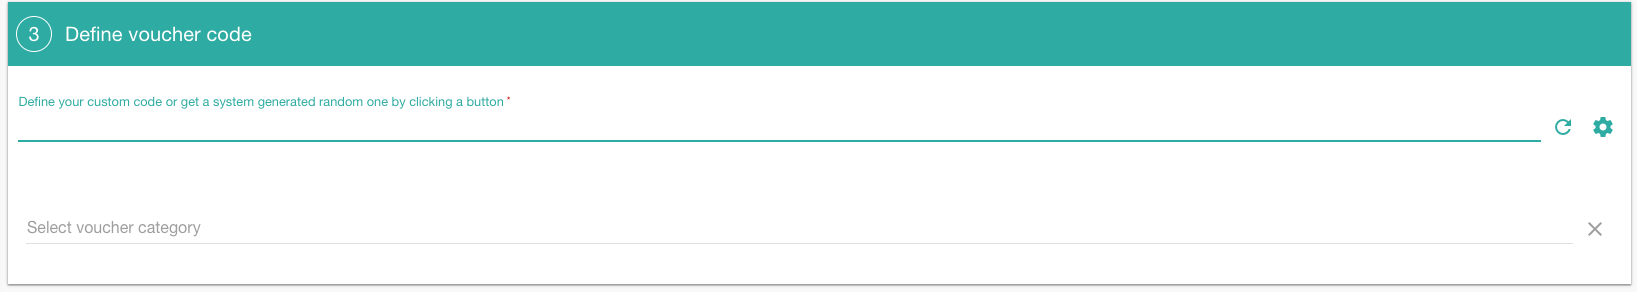 3 Define voucher code
Define your custom code or get a system generated random one by clicking a button *
Select voucher category